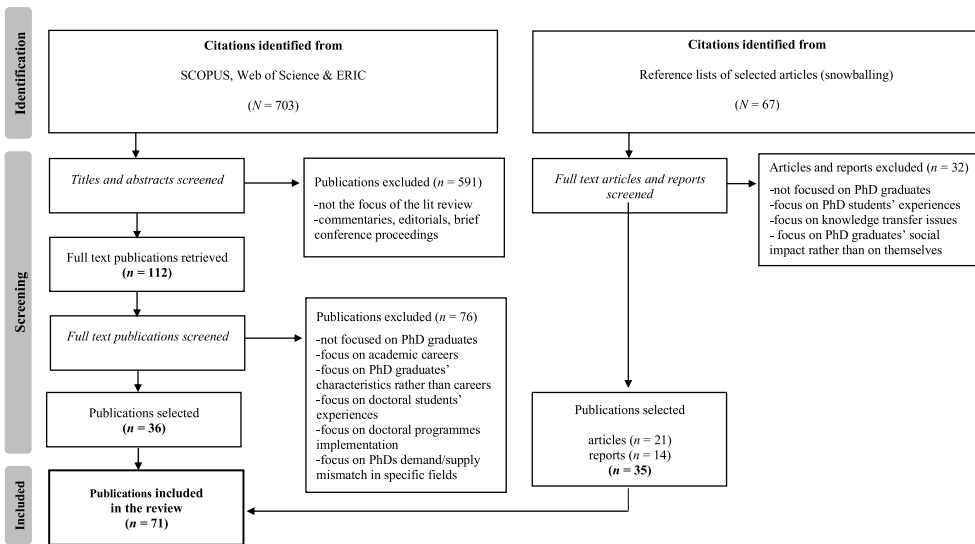 Identification
Citations identified from
SCOPUS, Web of Science & ERIC
(N = 703)
Citations identified from
Reference lists of selected articles (snowballing)
(N = 67)
Screening
Titles and abstracts screened
Publications excluded (n = 591)
-not the focus of the lit review
-commentaries, editorials, brief
conference proceedings
Full text articles and reports
screened
Articles and reports excluded (n = 32)
-not focused on PhD graduates
-focus on PhD students' experiences
-focus on knowledge transfer issues
- focus on PhD graduates' social
impact rather than on themselves
Full text publications retrieved
(n = 112)
Full text publications screened
Publications excluded (n = 76)
-not focused on PhD graduates
-focus on academic careers
-focus on PhD graduates'
characteristics rather than careers
-focus on doctoral students'
experiences
-focus on doctoral programmes
implementation
-focus on PhDs demand/supply
mismatch in specific fields
Publications selected
(n = 36)
Publications selected
articles (n = 21)
reports (n = 14)
(n = 35)
Included
Publications included
in the review
(n = 71)